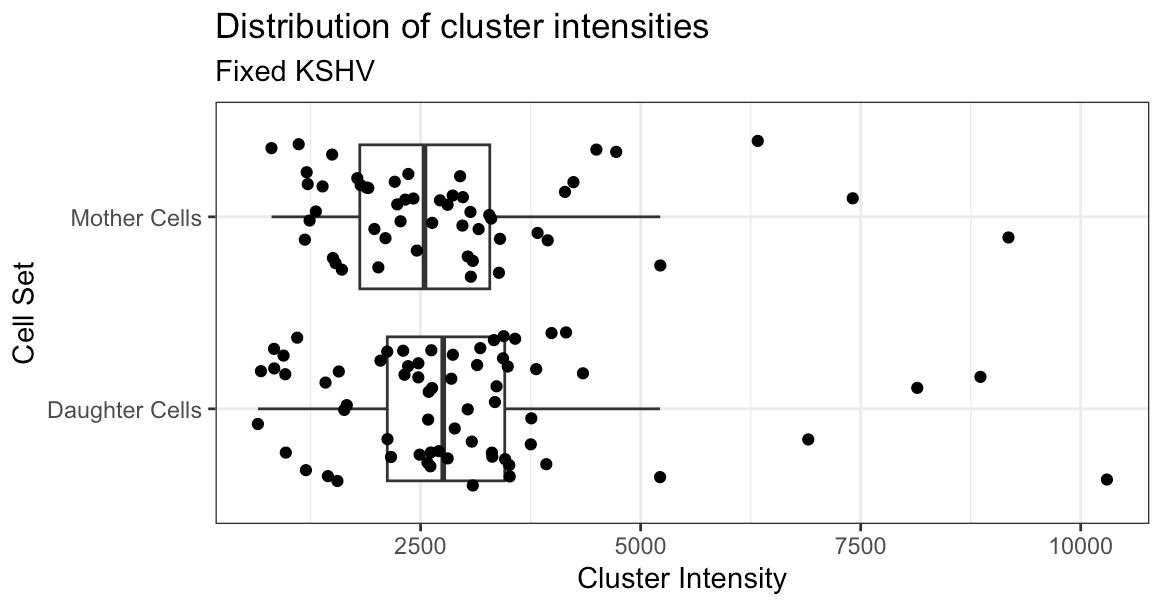 Distribution of cluster intensities
Fixed KSHV
Cell Set
Mother Cells
Daughter Cells
2500 5000 7500 10000
Cluster Intensity